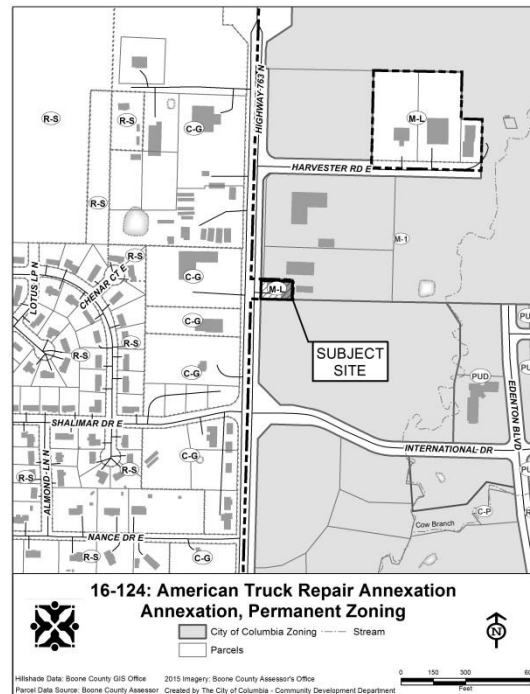 HIGHWAY 763 N
R-S
R-S
C-G
M-L
HARVESTER RD E
R-S
M-1
LOTUS LP N
CHENAR CT E
R-S
C-G
M-L
R-S
C-G
R-S
SUBJECT
SITE
C-G
PUD
EDENTON BLVD
SHALIMAR DR E
INTERNATIONAL DR
R-S
ALMOND LN N
R-S
C-G
Cow Branch
C-P
NANCE DR E
R-S
C-G
16-124: American Truck Repair Annexation
Annexation, Permanent Zoning
City of Columbia Zoning
Stream
Parcels
N
Hillshade Data: Boone County GIS Office
2015 Imagery: Boone County Assessor's Office
Parcel Data Source: Boone County Assessor
Created by The City of Columbia - Community Development Department
0 150 300
Feet